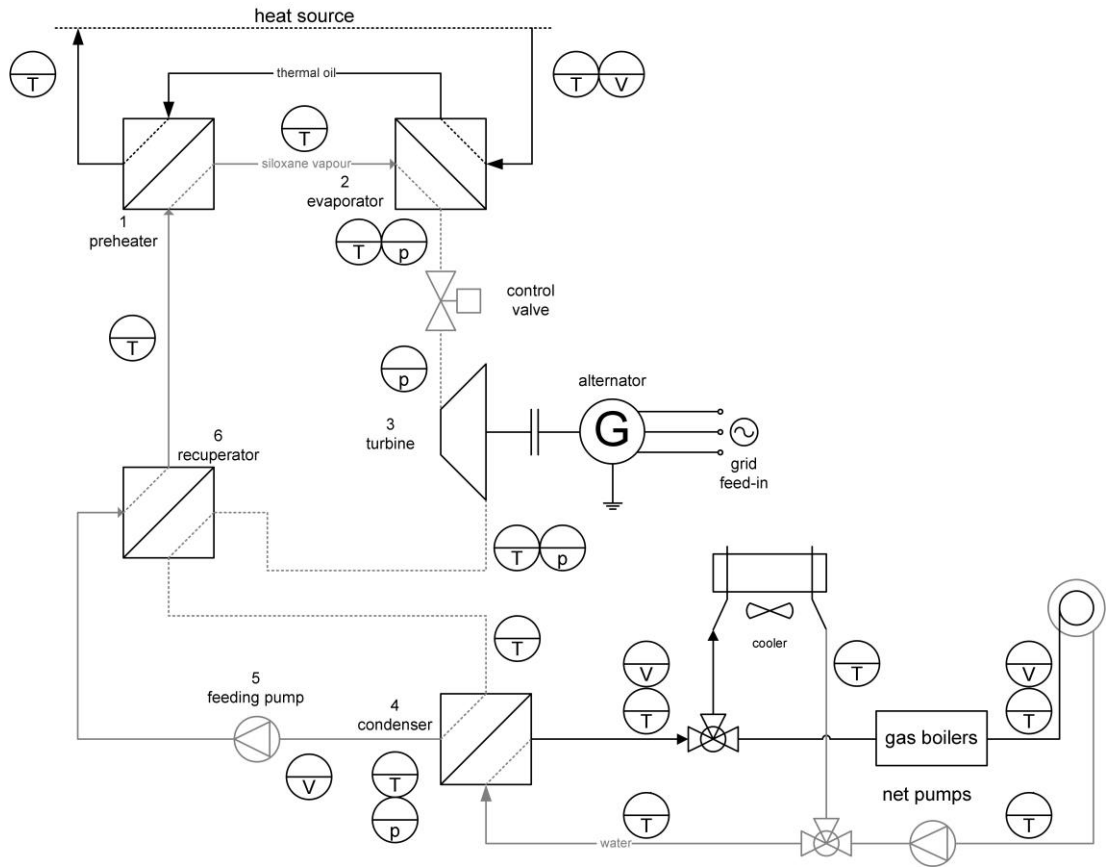 heat source
T
thermal oil
T
V
T
siloxane vapour
2
evaporator
1
preheater
T
p
control
valve
T
p
alternator
3
turbine
G
6
recuperator
grid
feed-in
T
p
T
cooler
V
T
T
V
T
5
feeding pump
4
condenser
gas boilers
V
T
p
net pumps
T
T
water